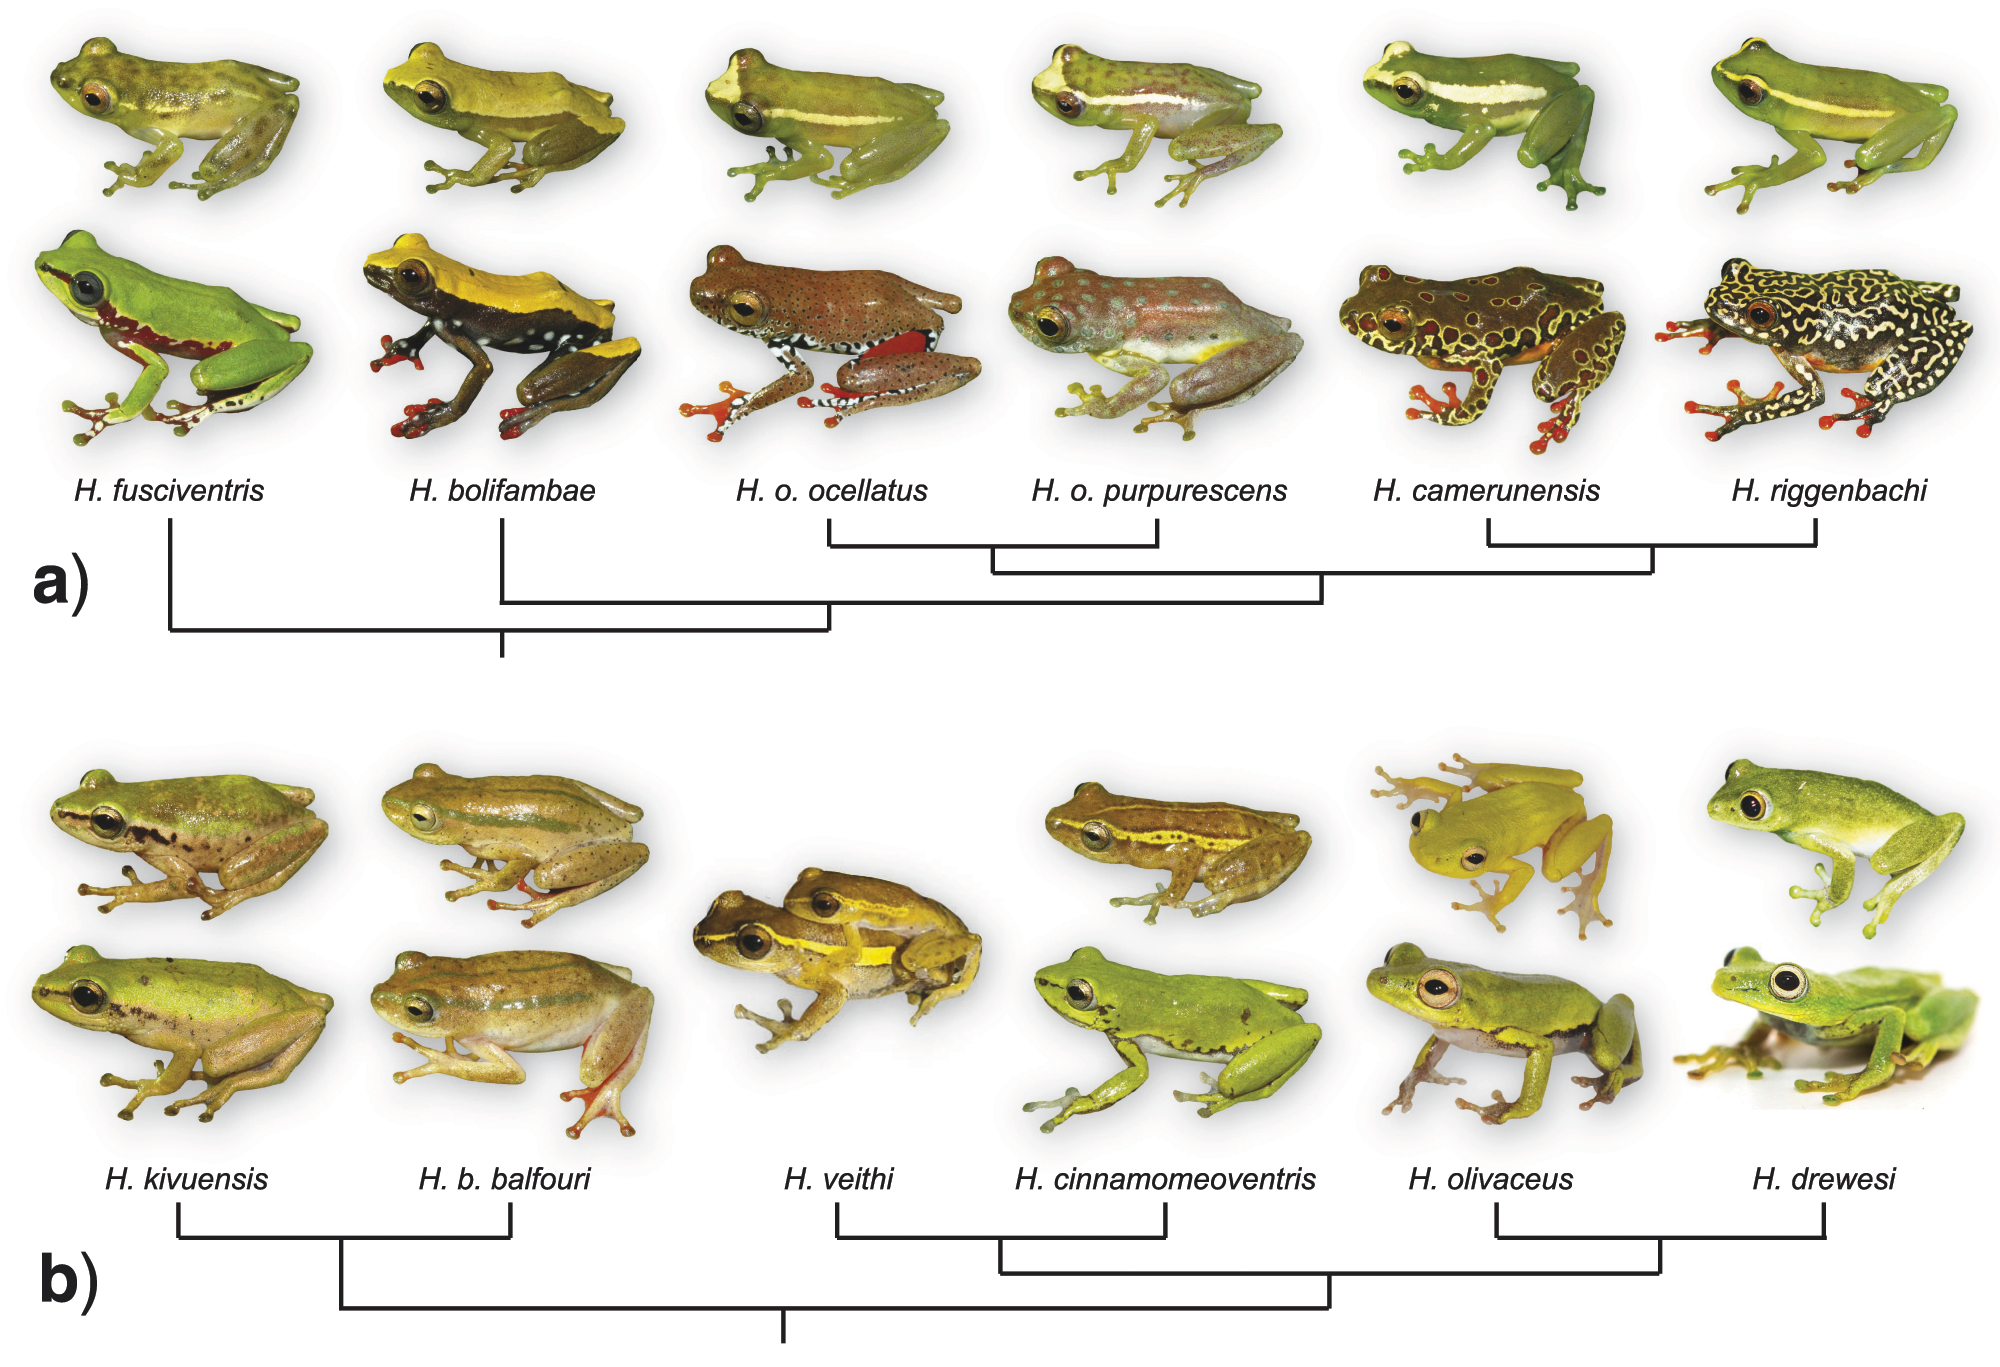 H. fusciventris H. bolifambae H. o. ocellatus H. o. purpurescens H. camerunensis H. riggenbachi
a)
H. kivuensis H. b. balfouri H. veithi H. cinnamomeoventris H. olivaceus H. drewesi
b)